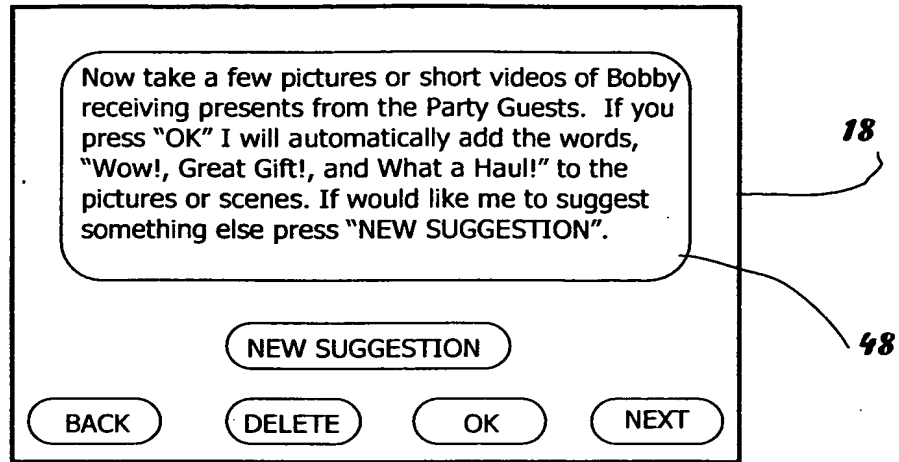 Now take a few pictures or short videos of Bobby
receiving presents from the Party Guests. If you
press “OK” I will automatically add the words,
“Wow!, Great Gift!, and What a Haul!” to the
pictures or scenes. If would like me to suggest
something else press “NEW SUGGESTION”.
18
48
NEW SUGGESTION
BACK DELETE OK NEXT